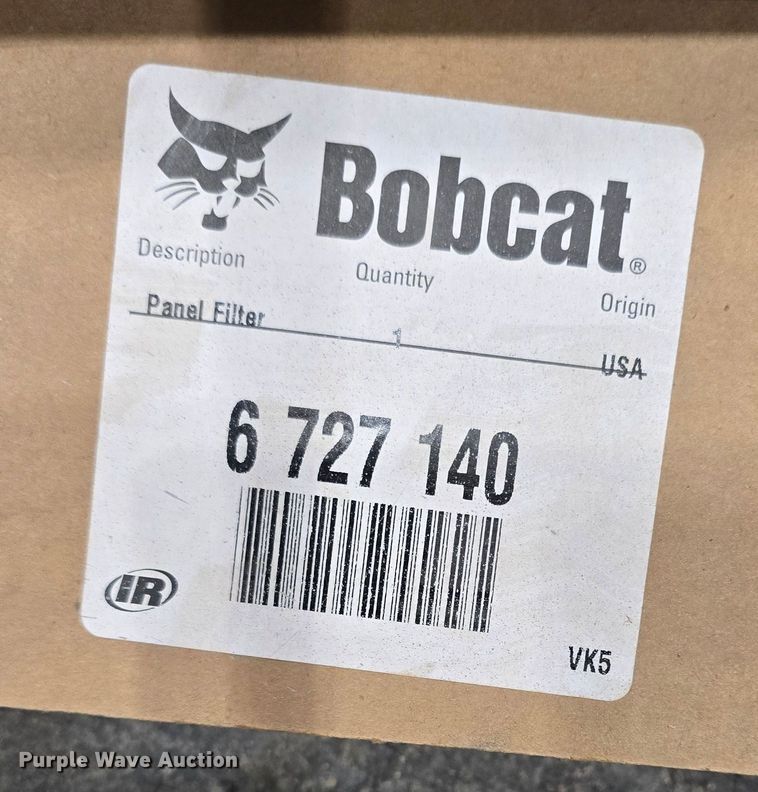 Bobcat®
Description Quantity Origin
Panel Filter 1 USA
6 727 140
IR
VK5
Purple Wave Auction